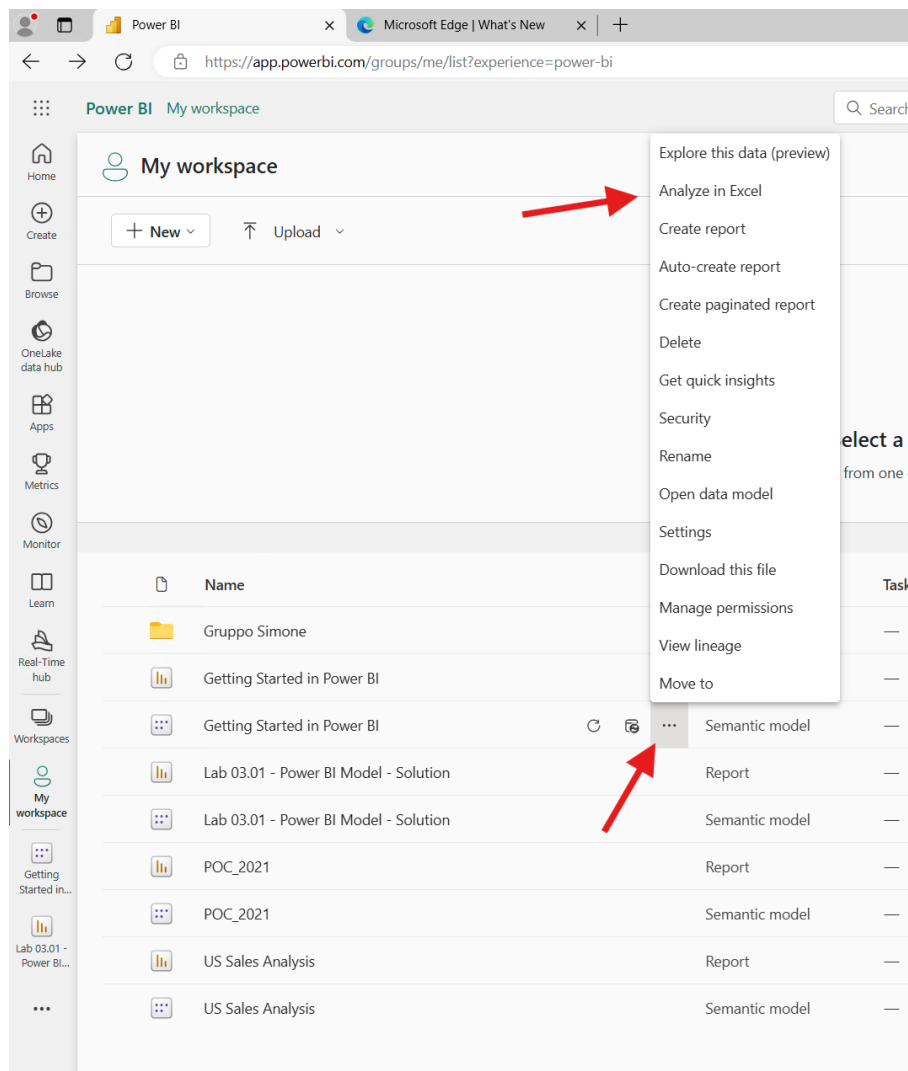 Power BI
Microsoft Edge | What's New
https://app.powerbi.com/groups/me/list?experience=power-bi
Power BI My workspace
Search
Home
Create
Browse
OneLake
data hub
Apps
Metrics
Monitor
Learn
Real-Time
hub
Workspaces
My
workspace
Getting
Started in...
Lab 03.01 -
Power BI...
My workspace
New
Upload
Explore this data (preview)
Analyze in Excel
Create report
Auto-create report
Create paginated report
Delete
Get quick insights
Security
Rename
Open data model
Settings
Download this file
Manage permissions
View lineage
Move to
elect a
from one
Name Task
Gruppo Simone —
Getting Started in Power BI —
Getting Started in Power BI ... Semantic model —
Lab 03.01 - Power BI Model - Solution Report —
Lab 03.01 - Power BI Model - Solution Semantic model —
POC_2021 Report —
POC_2021 Semantic model —
US Sales Analysis Report —
US Sales Analysis Semantic model —